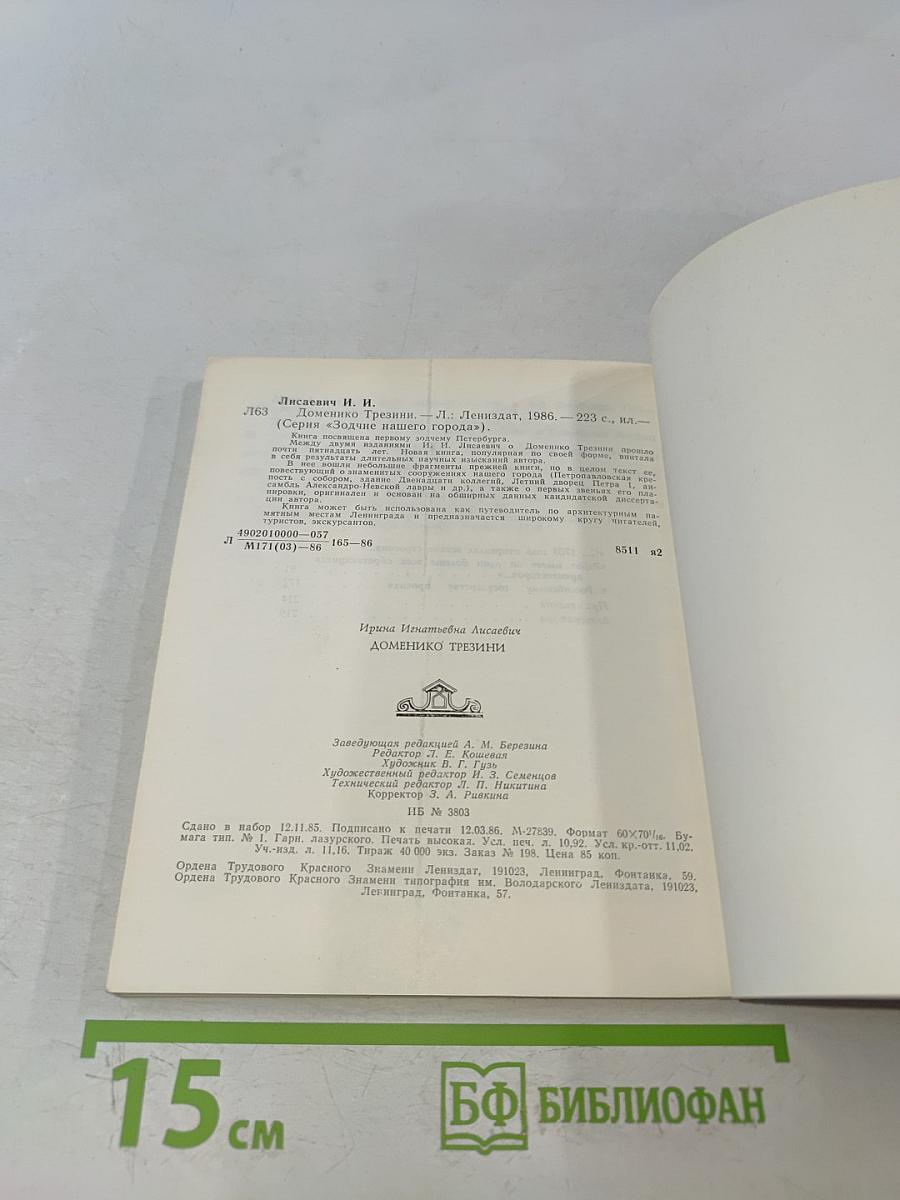 Лисаевич И. И.
Л63 Доменико Трезини. — Л.: Лениздат, 1986. — 223 с., ил.—
(Серия «Зодчие нашего города»).
Книга посвящена первому зодчему Петербурга.
Между двумя изданиями И. И. Лисаевич о Доменико Трезини прошло
почти пятнадцать лет. Новая книга, популярная по своей форме, впитала
в себя результаты длительных научных изысканий автора.
В нее вошли небольшие фрагменты прежней книги, но в целом текст ее,
повествующий о знаменитых сооружениях нашего города (Петропавловская кре-
пость с собором, здание Двенадцати коллегий, Летний дворец Петра I, ан-
самбль Александро-Невской лавры и др.), а также о первых звеньях его пла-
нировки, оригинален и основан на обширных данных кандидатской диссерта-
ции автора.
Книга может быть использована как путеводитель по архитектурным па-
мятным местам Ленинграда и предназначается широкому кругу читателей,
туристов, экскурсантов.
Л 4902010000—057
М171(03)—86 165—86 8511 я2
Ирина Игнатьевна Лисаевич
ДОМЕНИКО ТРЕЗИНИ
Заведующая редакцией А. М. Березина
Редактор Л. Е. Кошевая
Художник В. Г. Гузь
Художественный редактор И. З. Семенцов
Технический редактор Л. П. Никитина
Корректор З. А. Ривкина
ИБ № 3803
Сдано в набор 12.11.85. Подписано к печати 12.03.86. М-27839. Формат 60×70¹/₁₆. Бу-
мага тип. № 1. Гарн. лазурского. Печать высокая. Усл. печ. л. 10,92. Усл. кр.-отт. 11,02.
Уч.-изд. л. 11,16. Тираж 40 000 экз. Заказ № 198. Цена 85 коп.
Ордена Трудового Красного Знамени Лениздат, 191023, Ленинград, Фонтанка, 59.
Ордена Трудового Красного Знамени типография им. Володарского Лениздата, 191023,
Ленинград, Фонтанка, 57.
15 см
БФ БИБЛИОФАН